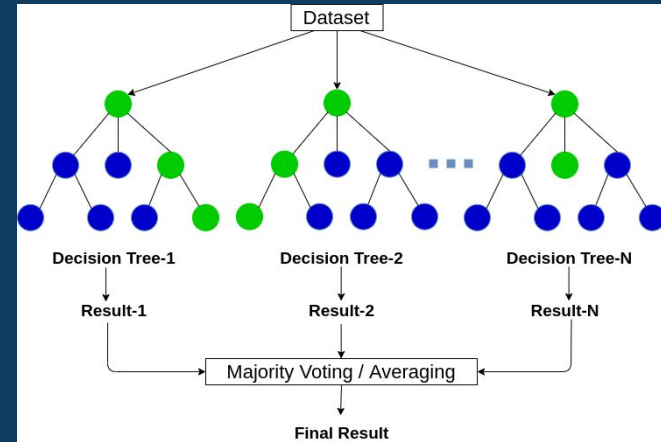 Dataset
Decision Tree-1
Decision Tree-2
Decision Tree-N
Result-1
Result-2
Result-N
Majority Voting / Averaging
Final Result